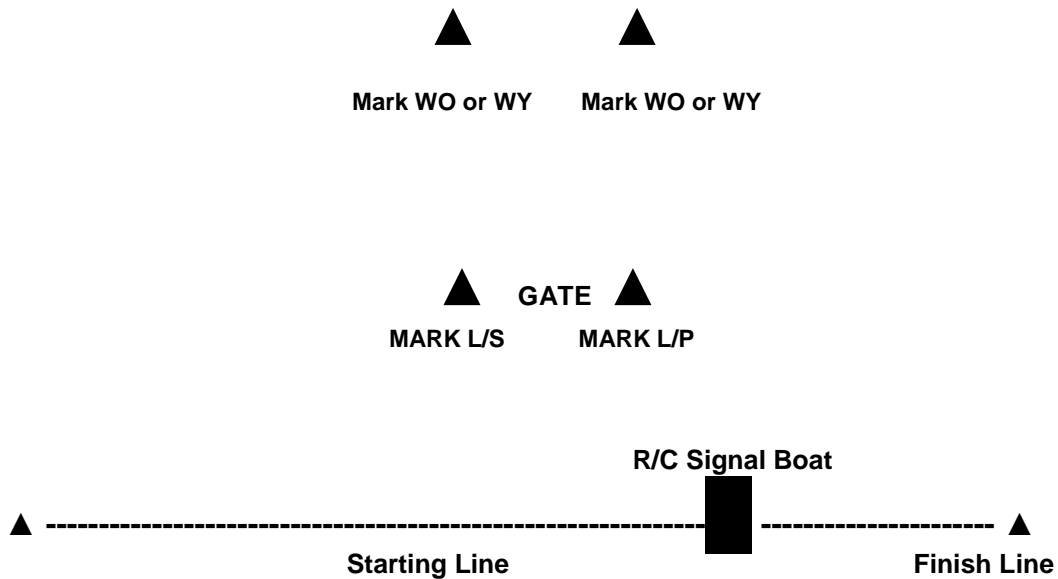 Mark WO or WY Mark WO or WY
GATE
MARK L/S MARK L/P
R/C Signal Boat
Starting Line Finish Line